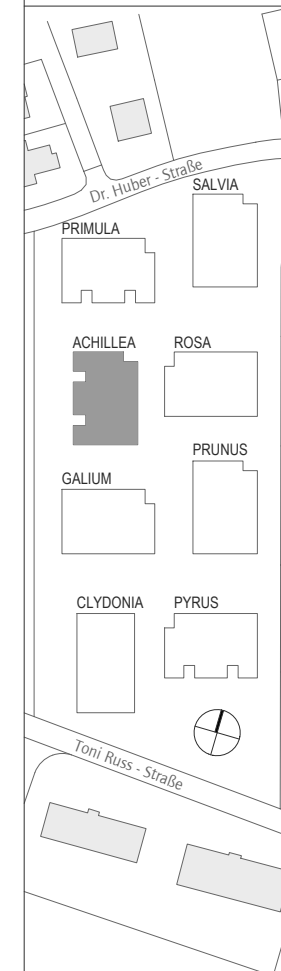 Dr. Huber - Straße
SALVIA
PRIMULA
ACHILLEA
ROSA
PRUNUS
GALIUM
CLYDONIA
PYRUS
Toni Russ - Straße